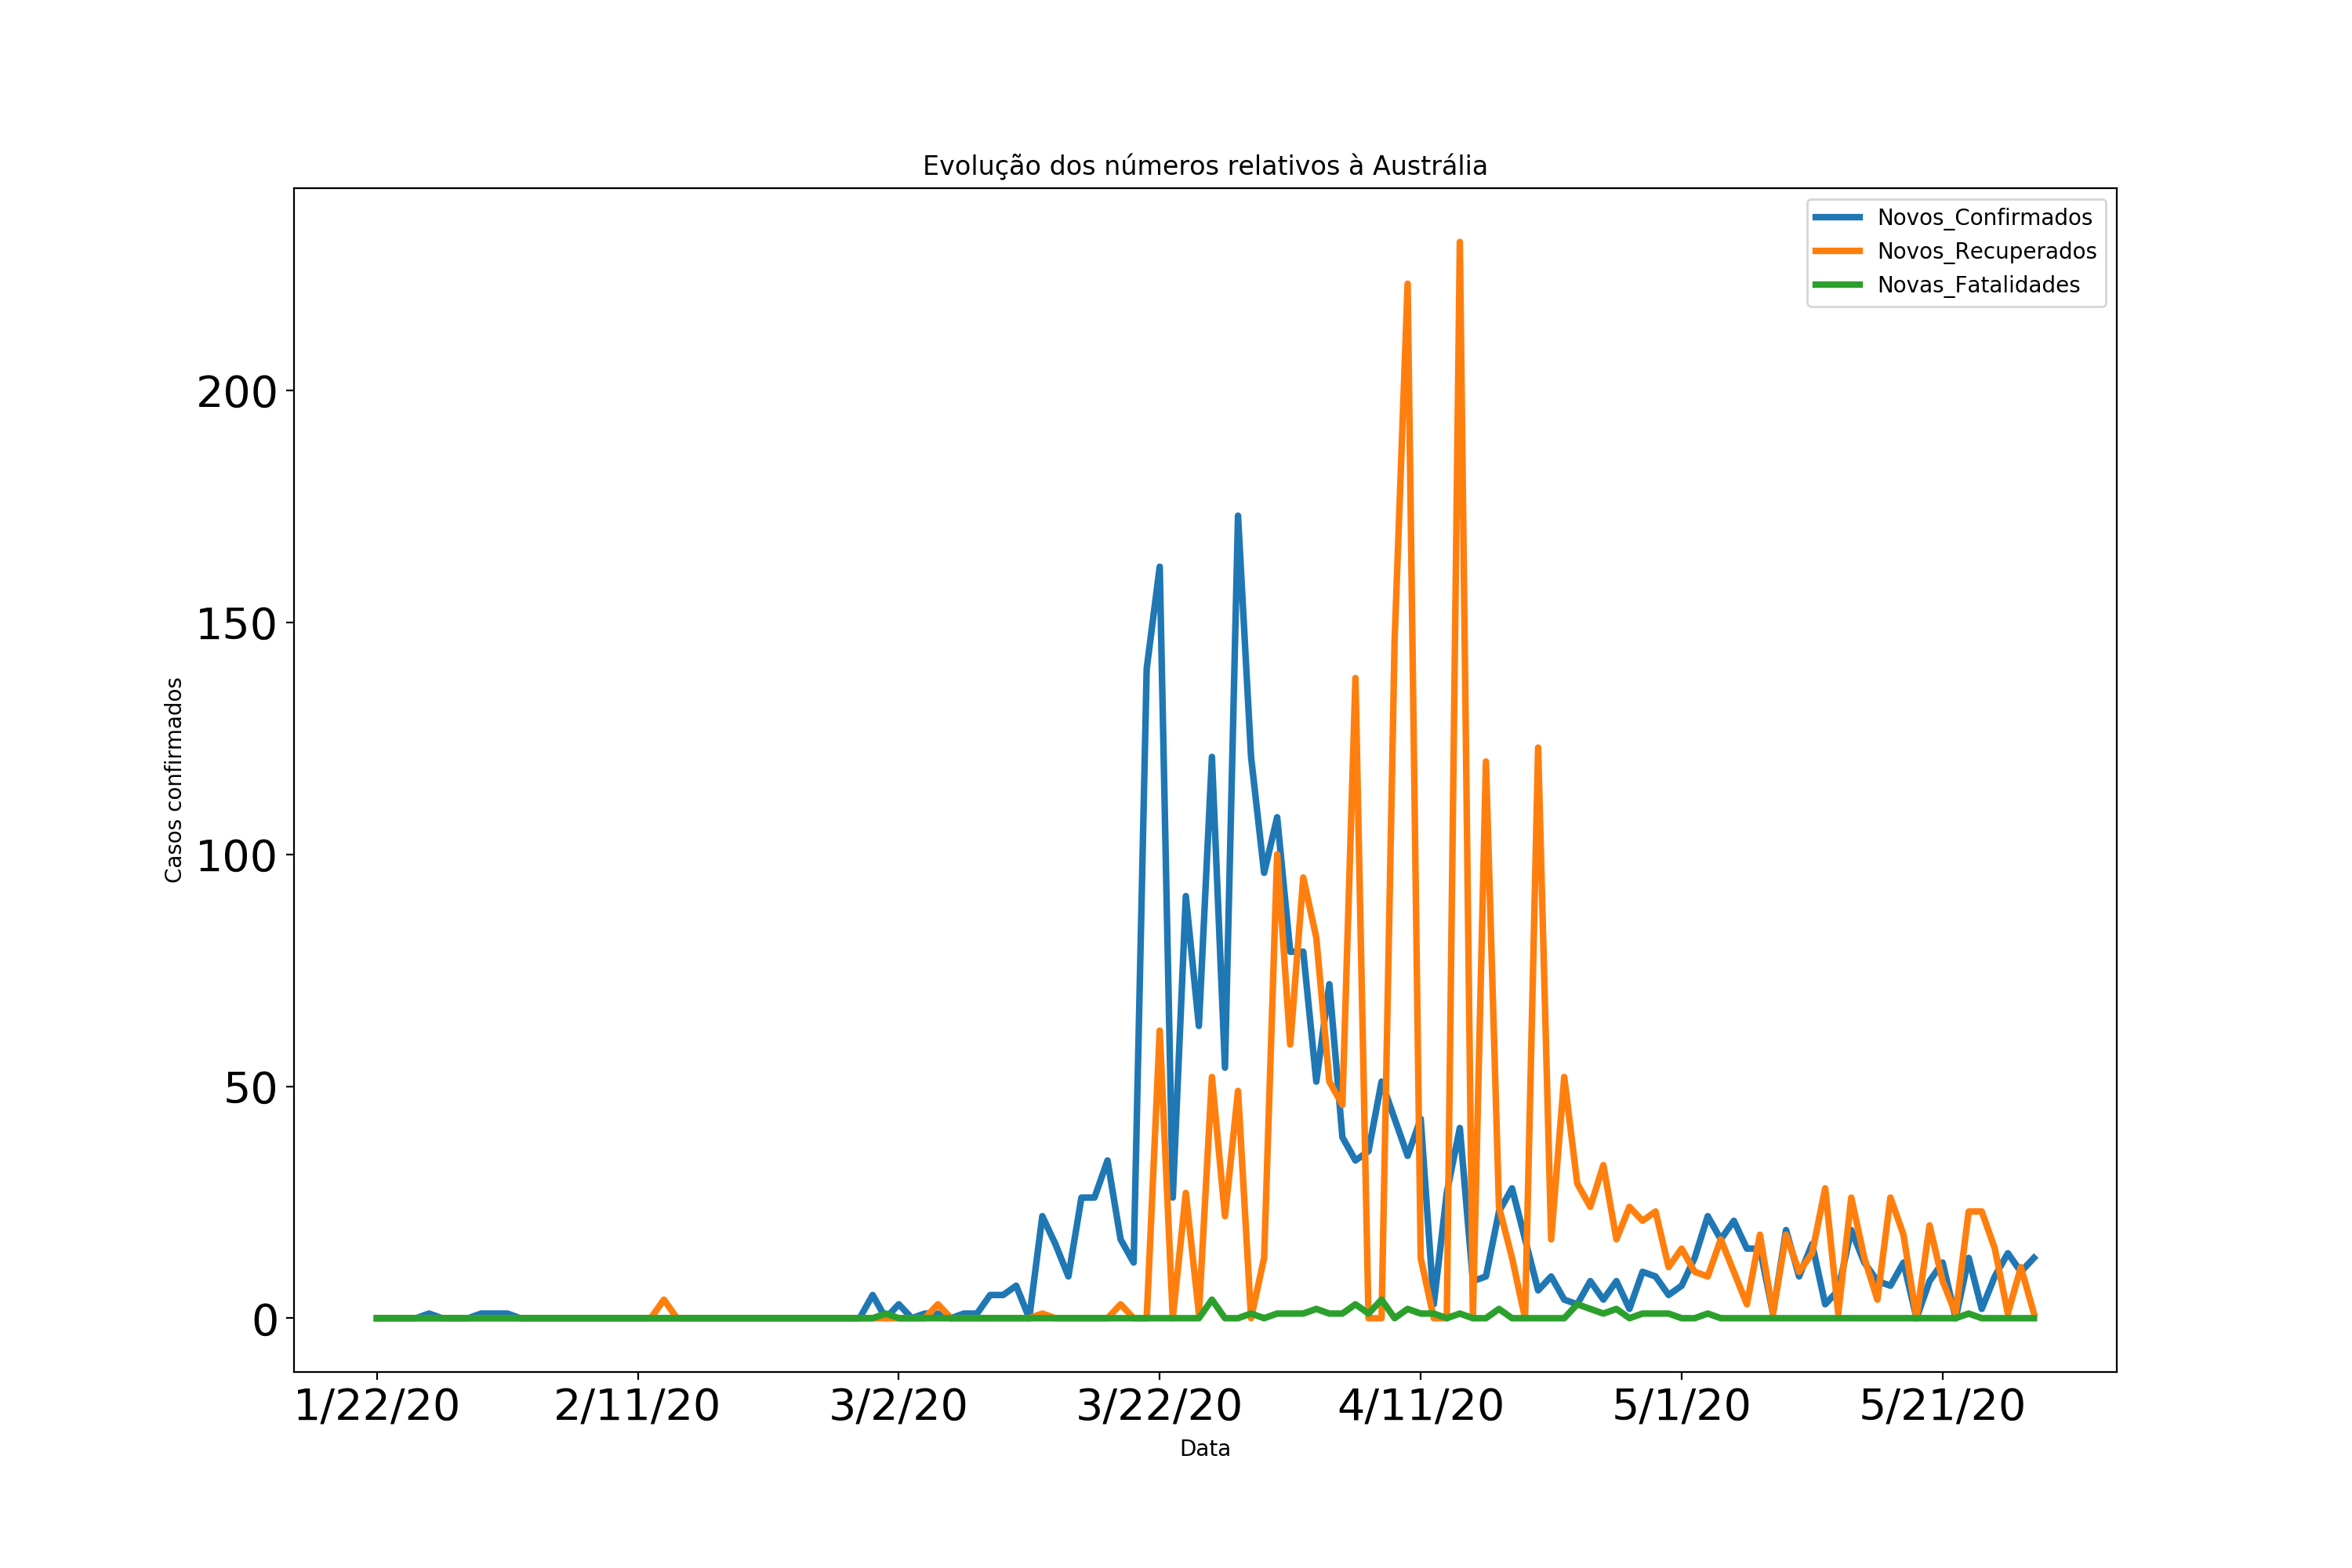 Evolução dos números relativos à Austrália
Novos_Confirmados
Novos_Recuperados
Novas_Fatalidades
Casos confirmados
200
150
100
50
0
1/22/20 2/11/20 3/2/20 3/22/20 4/11/20 5/1/20 5/21/20
Data